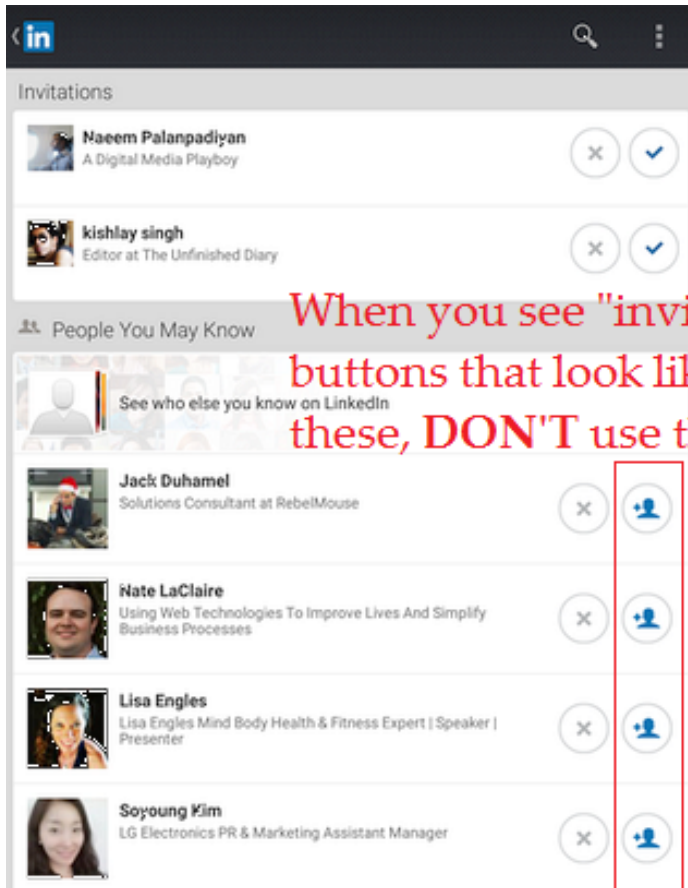 in
Invitations
Naeem Palanpadiyan
A Digital Media Playboy
kishlay singh
Editor at The Unfinished Diary
When you see "invi
People You May Know
buttons that look lik
See who else you know on LinkedIn
these, DON'T use t
Jack Duhamel
Solutions Consultant at RebelMouse
Nate LaClaire
Using Web Technologies To Improve Lives And Simplify
Business Processes
Lisa Engles
Lisa Engles Mind Body Health & Fitness Expert | Speaker |
Presenter
Soyoung Kim
LG Electronics PR & Marketing Assistant Manager